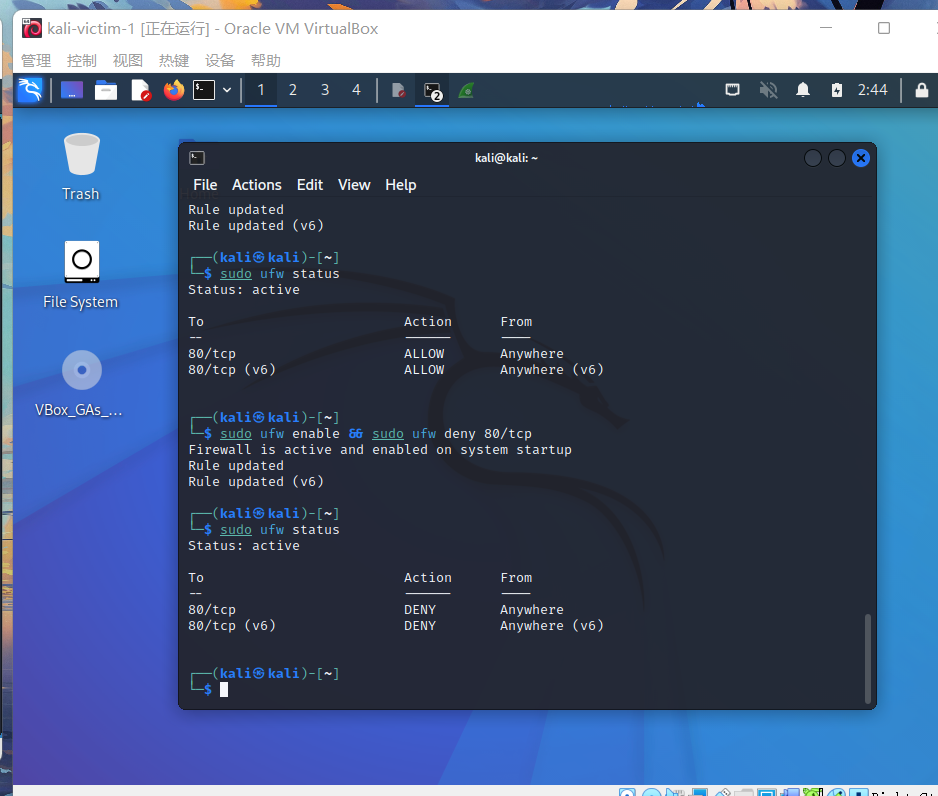 kali-victim-1 [正在运行] - Oracle VM VirtualBox
管理 控制 视图 热键 设备 帮助
1 2 3 4 2 2:44
Trash
File System
VBox_GAs_...
kali@kali: ~
File Actions Edit View Help
Rule updated
Rule updated (v6)
┌──(kali㉿kali)-[~]
└─$ sudo ufw status
Status: active
To Action From
-- ------ ----
80/tcp ALLOW Anywhere
80/tcp (v6) ALLOW Anywhere (v6)
┌──(kali㉿kali)-[~]
└─$ sudo ufw enable && sudo ufw deny 80/tcp
Firewall is active and enabled on system startup
Rule updated
Rule updated (v6)
┌──(kali㉿kali)-[~]
└─$ sudo ufw status
Status: active
To Action From
-- ------ ----
80/tcp DENY Anywhere
80/tcp (v6) DENY Anywhere (v6)
┌──(kali㉿kali)-[~]
└─$